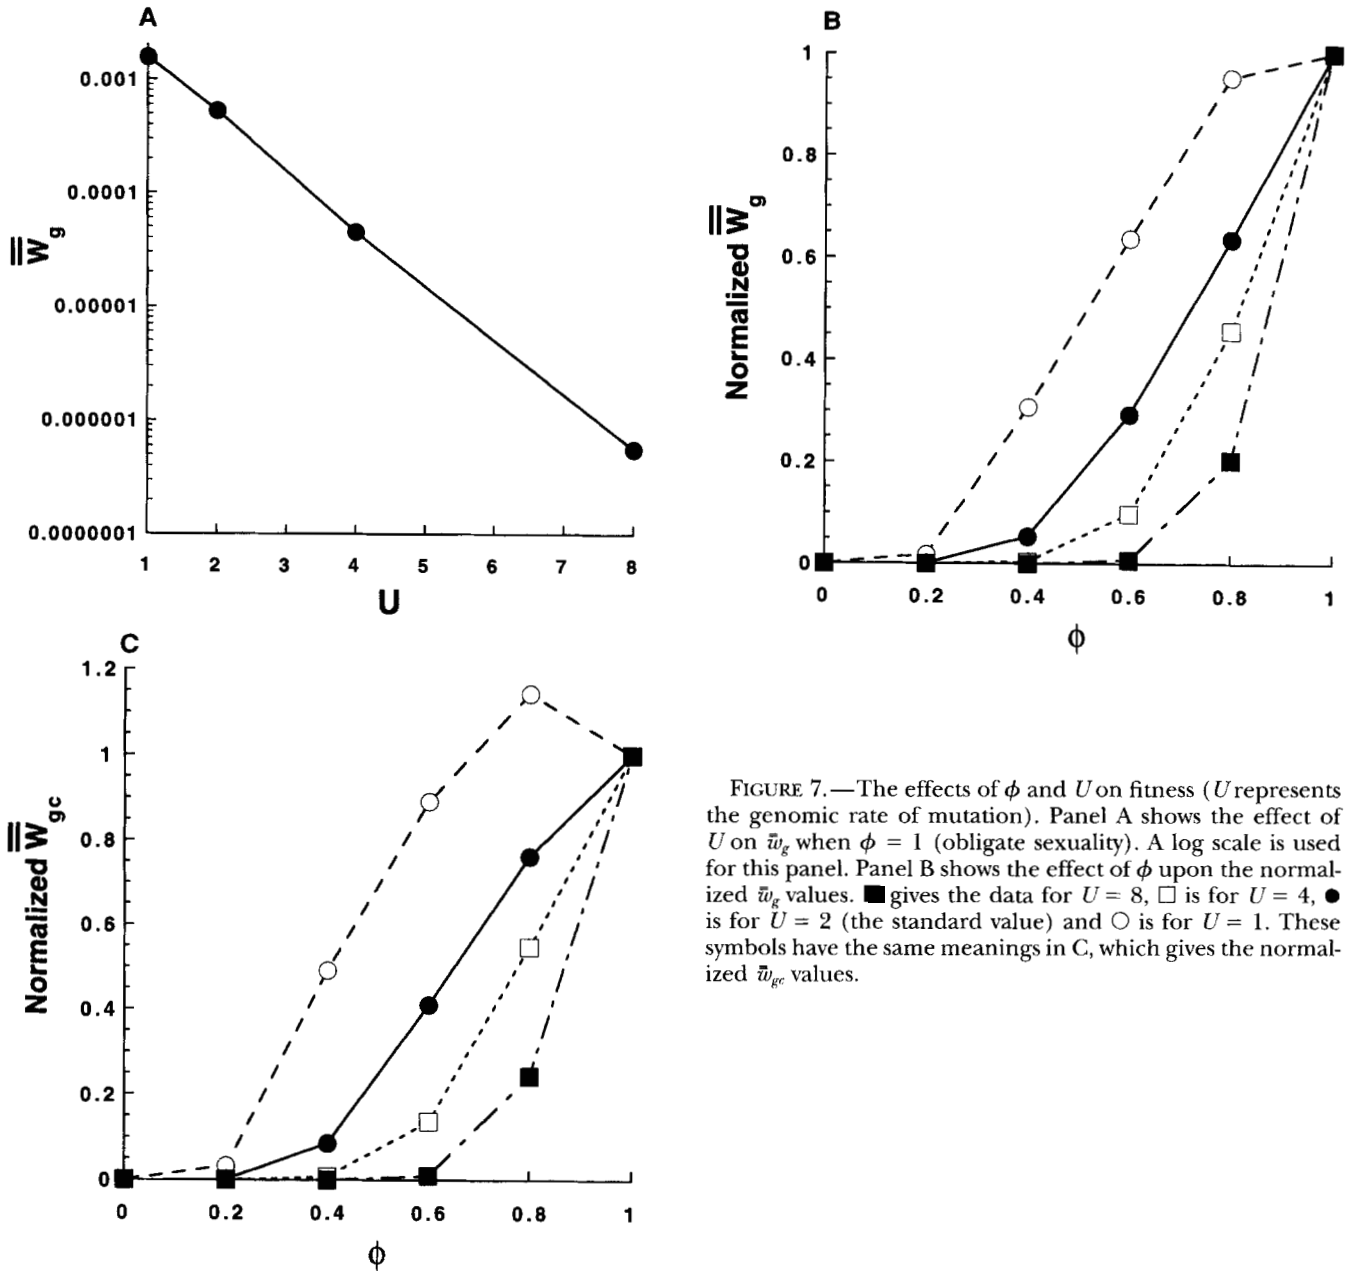 A
0.001
0.0001
0.00001
0.000001
0.0000001
W̿g
1 2 3 4 5 6 7 8
U
B
1
0.8
0.6
0.4
0.2
0
Normalized W̿g
0 0.2 0.4 0.6 0.8 1
ϕ
C
1.2
1
0.8
0.6
0.4
0.2
0
Normalized W̿gc
0 0.2 0.4 0.6 0.8 1
ϕ
FIGURE 7.—The effects of ϕ and U on fitness (U represents
the genomic rate of mutation). Panel A shows the effect of
U on w̿g when ϕ = 1 (obligate sexuality). A log scale is used
for this panel. Panel B shows the effect of ϕ upon the normal-
ized w̿g values. ■ gives the data for U = 8, □ is for U = 4, ●
is for U = 2 (the standard value) and ○ is for U = 1. These
symbols have the same meanings in C, which gives the normal-
ized w̿gc values.